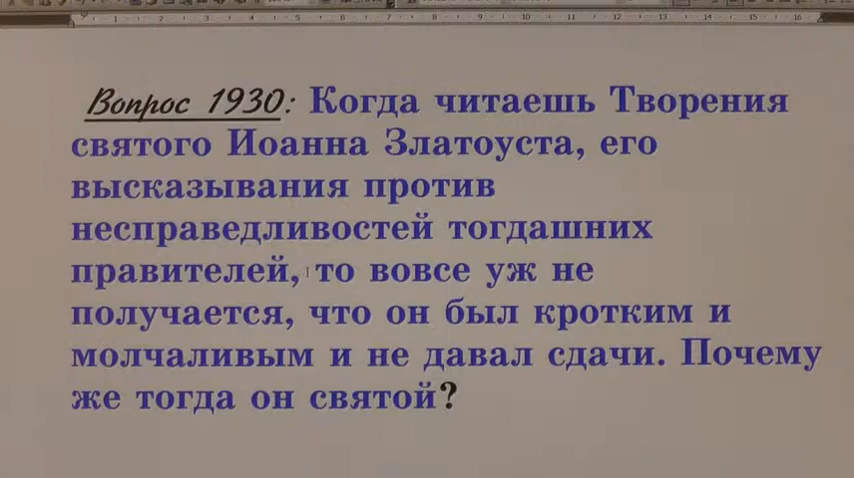 Вопрос 1930: Когда читаешь Творения
святого Иоанна Златоуста, его
высказывания против
несправедливостей тогдашних
правителей, то вовсе уж не
получается, что он был кротким и
молчаливым и не давал сдачи. Почему
же тогда он святой?